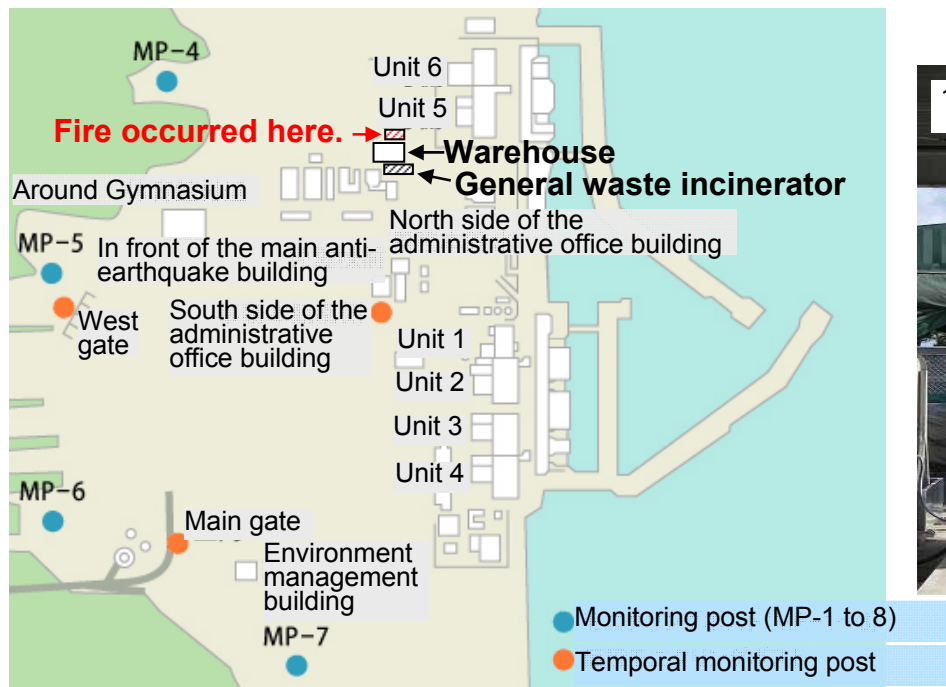 MP-4
Unit 6
Unit 5
Fire occurred here.
Warehouse
General waste incinerator
Around Gymnasium
North side of the
administrative office building
MP-5
In front of the main anti-
earthquake building
West
gate
South side of the
administrative
office building
Unit 1
Unit 2
Unit 3
Unit 4
MP-6
Main gate
Environment
management
building
MP-7
Monitoring post (MP-1 to 8)
Temporal monitoring post